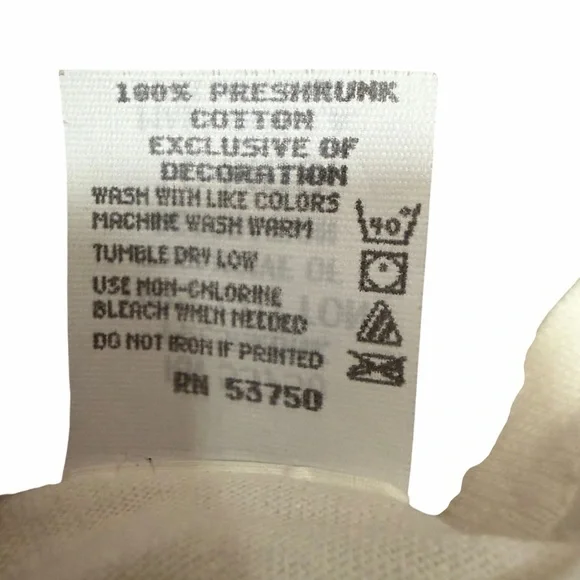 100% PRESHRUNK
COTTON
EXCLUSIVE OF
DECORATION
WASH WITH LIKE COLORS
MACHINE WASH WARM
40°
TUMBLE DRY LOW
USE NON-CHLORINE
BLEACH WHEN NEEDED
DO NOT IRON IF PRINTED
RN 53750